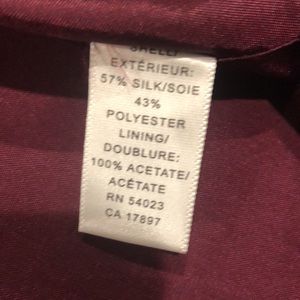 SHELL/
EXTÉRIEUR:
57% SILK/SOIE
43%
POLYESTER
LINING/
DOUBLURE:
100% ACETATE/
ACÉTATE
RN 54023
CA 17897